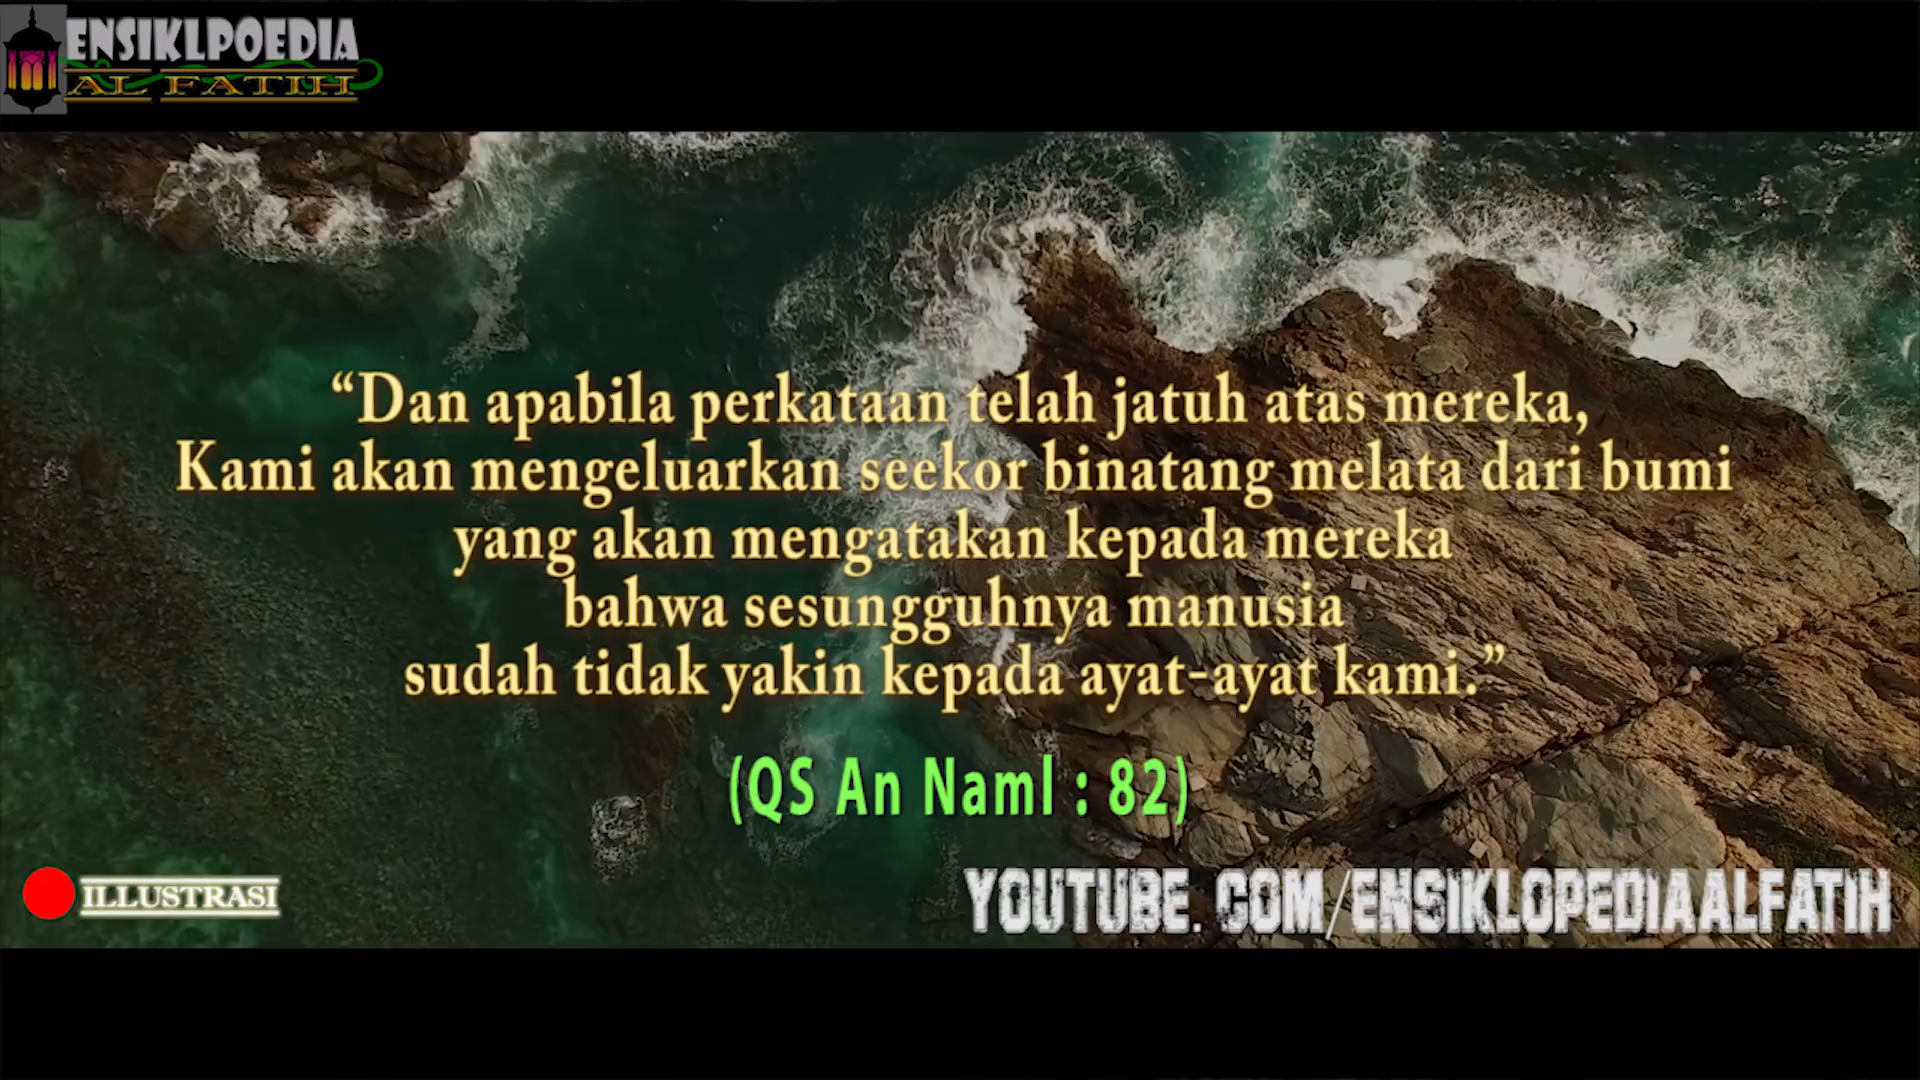 ENSIKLPOEDIA
AL FATIH
“Dan apabila perkataan telah jatuh atas mereka,
Kami akan mengeluarkan seekor binatang melata dari bumi
yang akan mengatakan kepada mereka
bahwa sesungguhnya manusia
sudah tidak yakin kepada ayat-ayat kami.”
(QS An Naml : 82)
ILLUSTRASI
YOUTUBE. COM/ENSIKLOPEDIAALFATIH